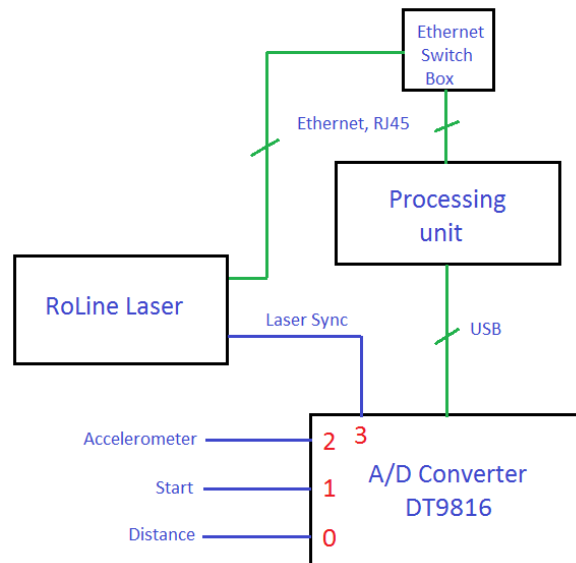 Ethernet
Switch
Box
Ethernet, RJ45
Processing
unit
RoLine Laser
Laser Sync
USB
Accelerometer
2
3
A/D Converter
DT9816
Start
1
Distance
0